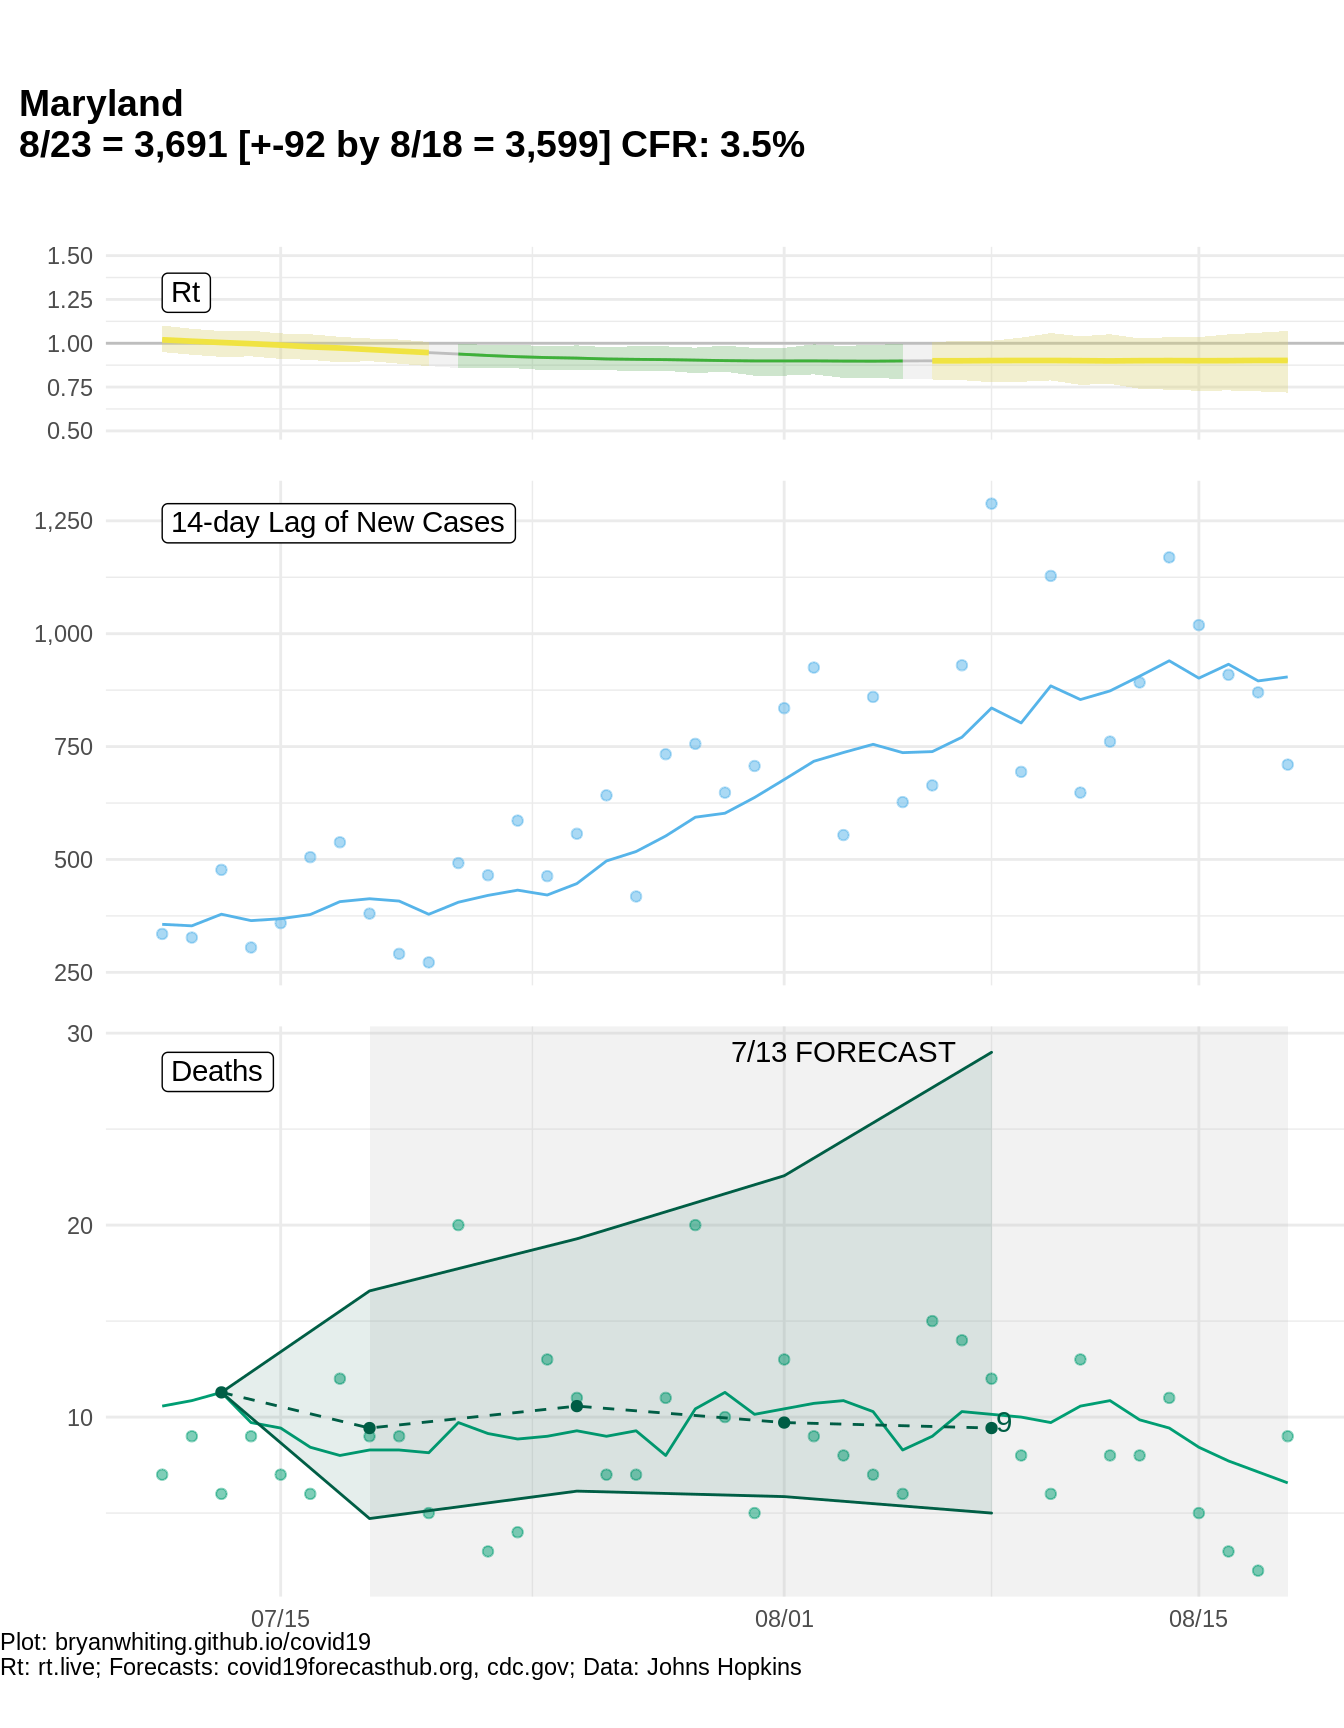 Maryland
8/23 = 3,691 [+-92 by 8/18 = 3,599] CFR: 3.5%
1.50
Rt
1.25
1.00
0.75
0.50
14-day Lag of New Cases
1,250
1,000
750
500
250
30
7/13 FORECAST
Deaths
20
10
9
07/15 08/01 08/15
Plot: bryanwhiting.github.io/covid19
Rt: rt.live; Forecasts: covid19forecasthub.org, cdc.gov; Data: Johns Hopkins